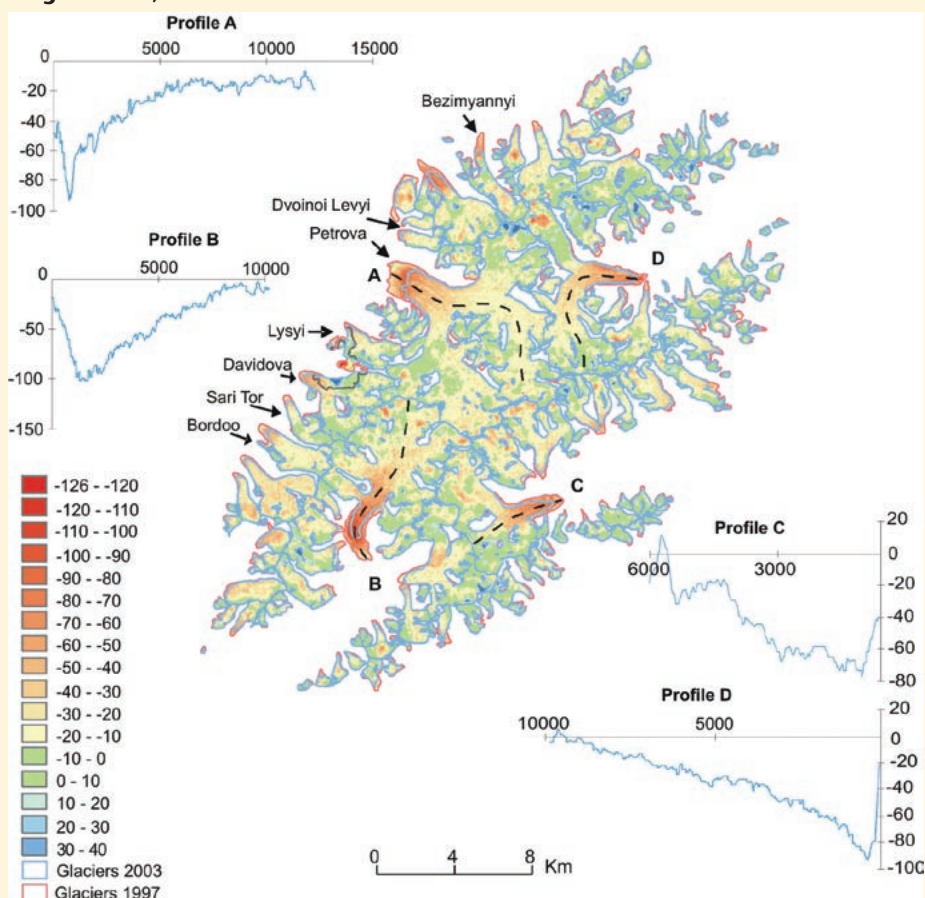 Profile A
0
5000
10000
15000
-20
-40
-60
-80
-100
Bezimyannyi
Dvoinoi Levyi
Petrova
A
D
Profile B
0
5000
10000
-50
-100
-150
Lysyi
Davidova
Sari Tor
Bordoo
B
C
-126 - -120
-120 - -110
-110 - -100
-100 - -90
-90 - -80
-80 - -70
-70 - -60
-60 - -50
-50 - -40
-40 - -30
-30 - -20
-20 - -10
-10 - 0
0 - 10
10 - 20
20 - 30
30 - 40
Glaciers 2003
Glaciers 1997
Profile C
6000
3000
20
0
-20
-40
-60
-80
Profile D
10000
5000
20
0
-20
-40
-60
-80
-100
0
4
8
Km